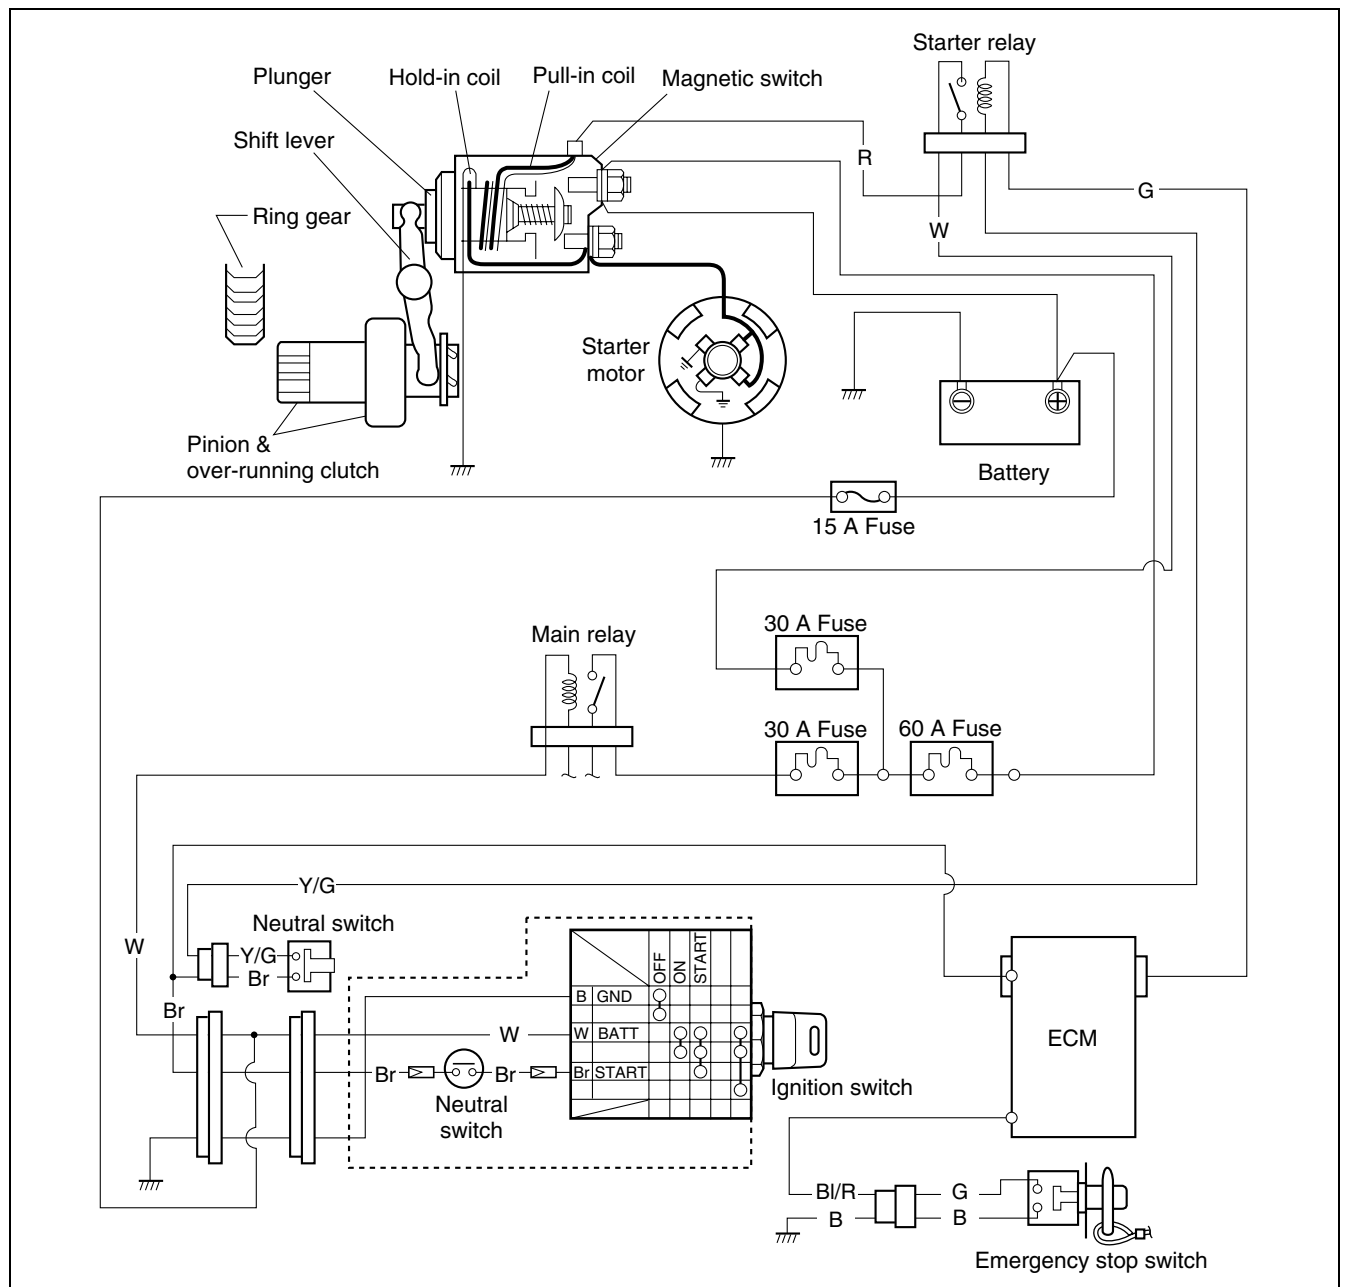 Starter relay
Plunger
Hold-in coil
Pull-in coil
Magnetic switch
Shift lever
R
G
Ring gear
W
Starter
motor
Pinion &
over-running clutch
Battery
15 A Fuse
30 A Fuse
Main relay
30 A Fuse
60 A Fuse
Y/G
Neutral switch
W
Y/G
Br
Br
OFF
ON
START
B GND
W
W BATT
Br
Br
Br START
Neutral
switch
Ignition switch
ECM
Bl/R
G
B
B
Emergency stop switch